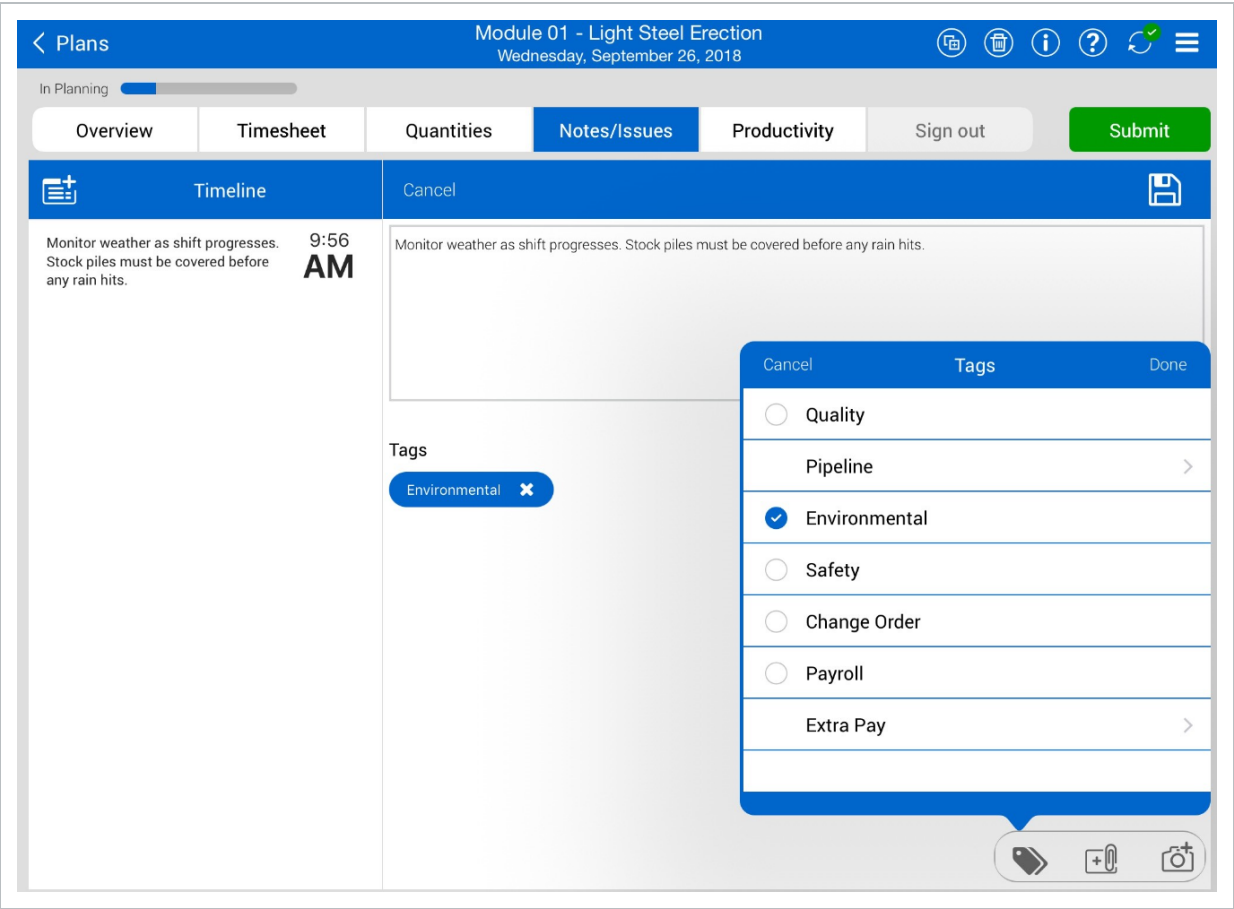 Plans
Module 01 - Light Steel Erection
Wednesday, September 26, 2018
In Planning
Overview
Timesheet
Quantities
Notes/Issues
Productivity
Sign out
Submit
Timeline
Cancel
Monitor weather as shift progresses.
Stock piles must be covered before
any rain hits.
9:56
AM
Monitor weather as shift progresses. Stock piles must be covered before any rain hits.
Tags
Environmental
Cancel
Tags
Done
Quality
Pipeline
Environmental
Safety
Change Order
Payroll
Extra Pay